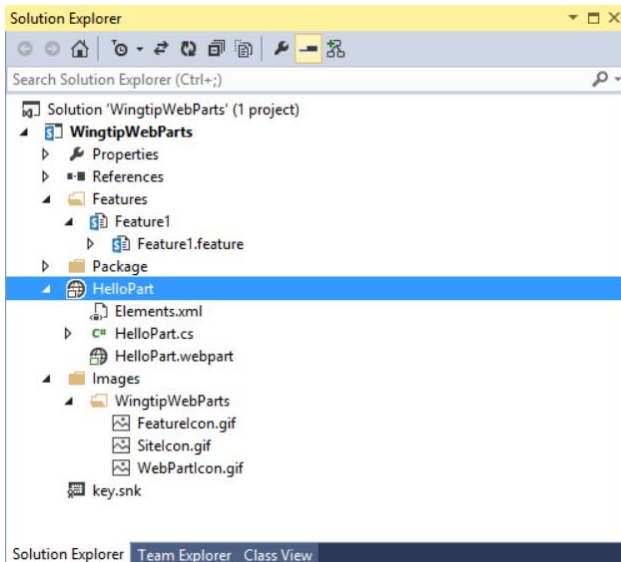 Solution Explorer
Search Solution Explorer (Ctrl+;)
Solution 'WingtipWebParts' (1 project)
WingtipWebParts
Properties
References
Features
Feature1
Feature1.feature
Package
HelloPart
Elements.xml
C# HelloPart.cs
HelloPart.webpart
Images
WingtipWebParts
FeatureIcon.gif
SiteIcon.gif
WebPartIcon.gif
key.snk
Solution Explorer Team Explorer Class View